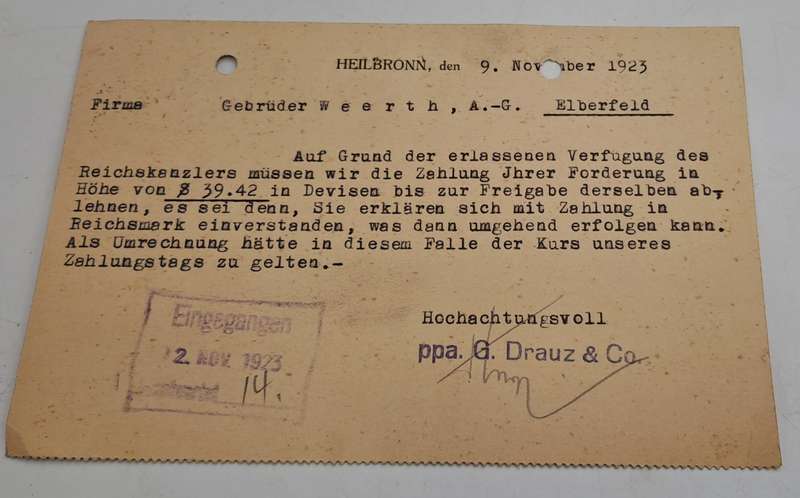 HEILBRONN, den 9. November 1923
Firma Gebrüder Weerth, A.-G. Elberfeld
Auf Grund der erlassenen Verfügung des
Reichskanzlers müssen wir die Zahlung Jhrer Forderung in
Höhe von $ 39.42 in Devisen bis zur Freigabe derselben ab-
lehnen, es sei denn, Sie erklären sich mit Zahlung in
Reichsmark einverstanden, was dann umgehend erfolgen kann.
Als Umrechnung hätte in diesem Falle der Kurs unseres
Zahlungstags zu gelten.-
Hochachtungsvoll
ppa. G. Drauz & Co.
Eingegangen
12. NOV. 1923
14.